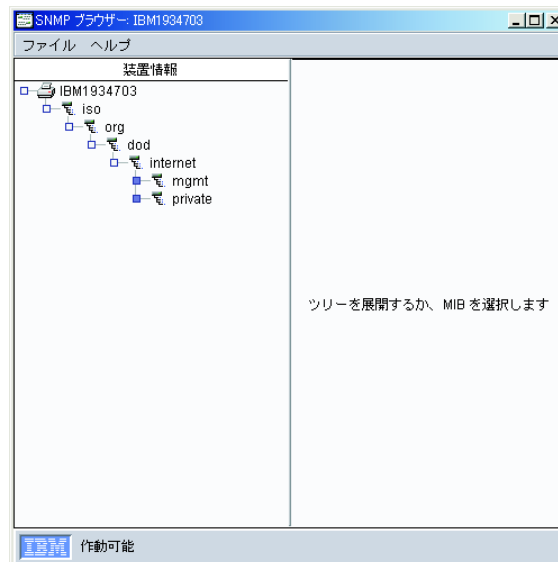 SNMP ブラウザー: IBM1934703
ファイル ヘルプ
装置情報
IBM1934703
iso
org
dod
internet
mgmt
private
ツリーを展開するか、MIB を選択します
IBM 作動可能